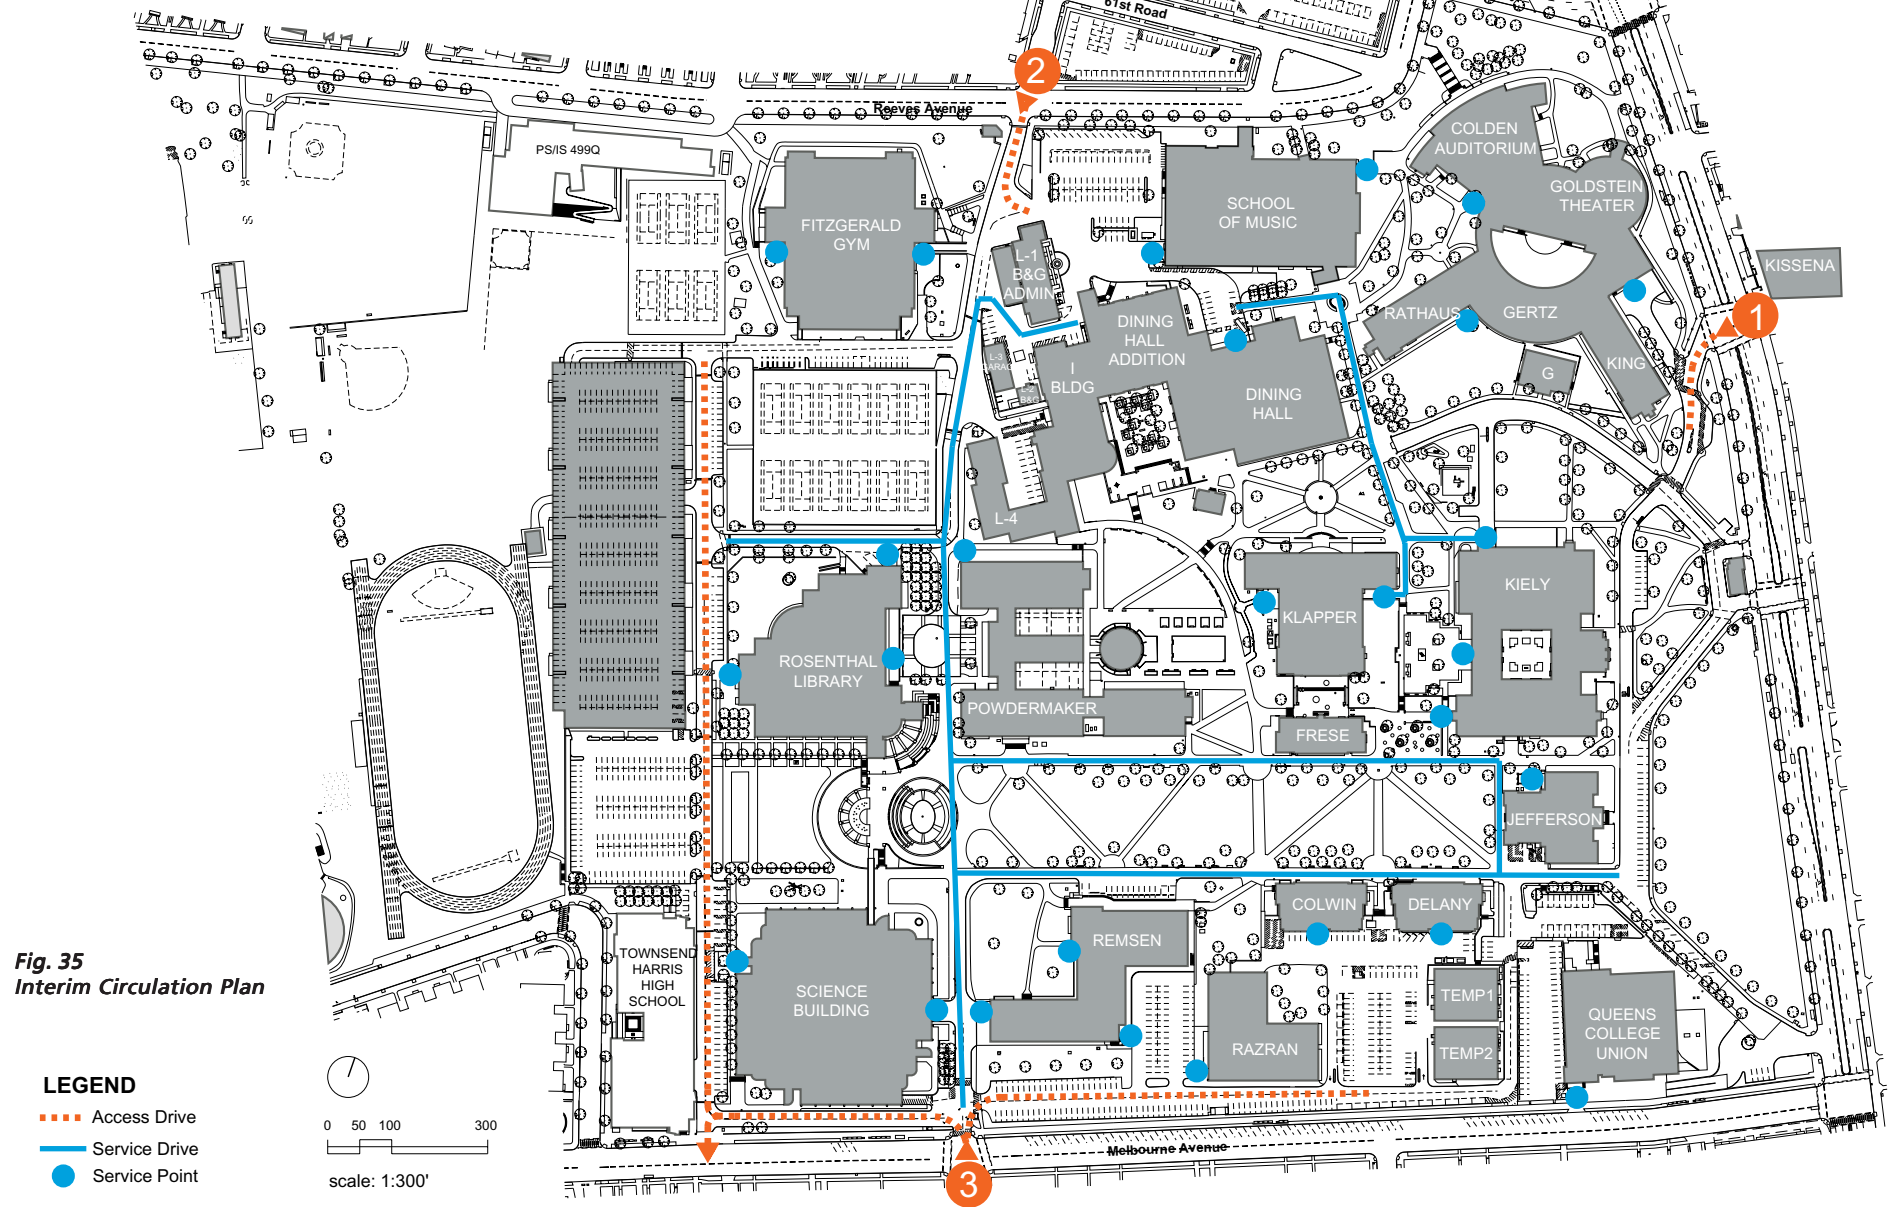 61st Road
2
Reeves Avenue
PS/IS 499Q
COLDEN
AUDITORIUM
FITZGERALD
GYM
SCHOOL
OF MUSIC
GOLDSTEIN
THEATER
KISSENA
L-1
B&G
ADMIN
RATHAUS
GERTZ
1
DINING
HALL
ADDITION
L-3
GARAG
I
BLDG
L-2
B&G
DINING
HALL
G
KING
L-4
KLAPPER
KIELY
ROSENTHAL
LIBRARY
POWDERMAKER
FRESE
JEFFERSON
COLWIN
DELANY
REMSEN
TOWNSEND
HARRIS
HIGH
SCHOOL
SCIENCE
BUILDING
RAZRAN
TEMP1
TEMP2
QUEENS
COLLEGE
UNION
Melbourne Avenue
3
Fig. 35
Interim Circulation Plan
LEGEND
Access Drive
Service Drive
Service Point
0 50 100 300
scale: 1:300'